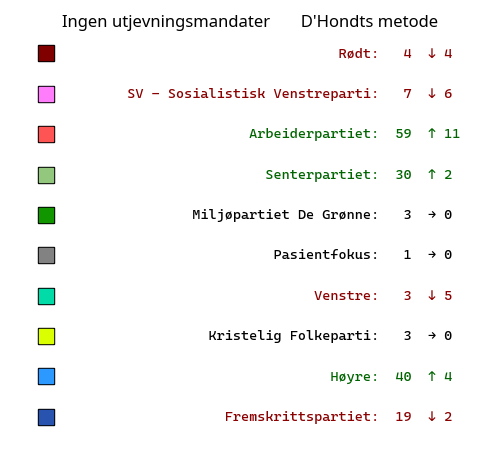 Ingen utjevningsmandater D'Hondts metode
Rødt: 4 ↓ 4
SV – Sosialistisk Venstreparti: 7 ↓ 6
Arbeiderpartiet: 59 ↑ 11
Senterpartiet: 30 ↑ 2
Miljøpartiet De Grønne: 3 → 0
Pasientfokus: 1 → 0
Venstre: 3 ↓ 5
Kristelig Folkeparti: 3 → 0
Høyre: 40 ↑ 4
Fremskrittspartiet: 19 ↓ 2